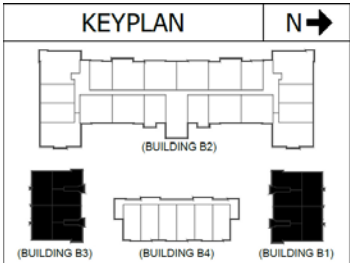 KEYPLAN
N
(BUILDING B2)
(BUILDING B3)
(BUILDING B4)
(BUILDING B1)